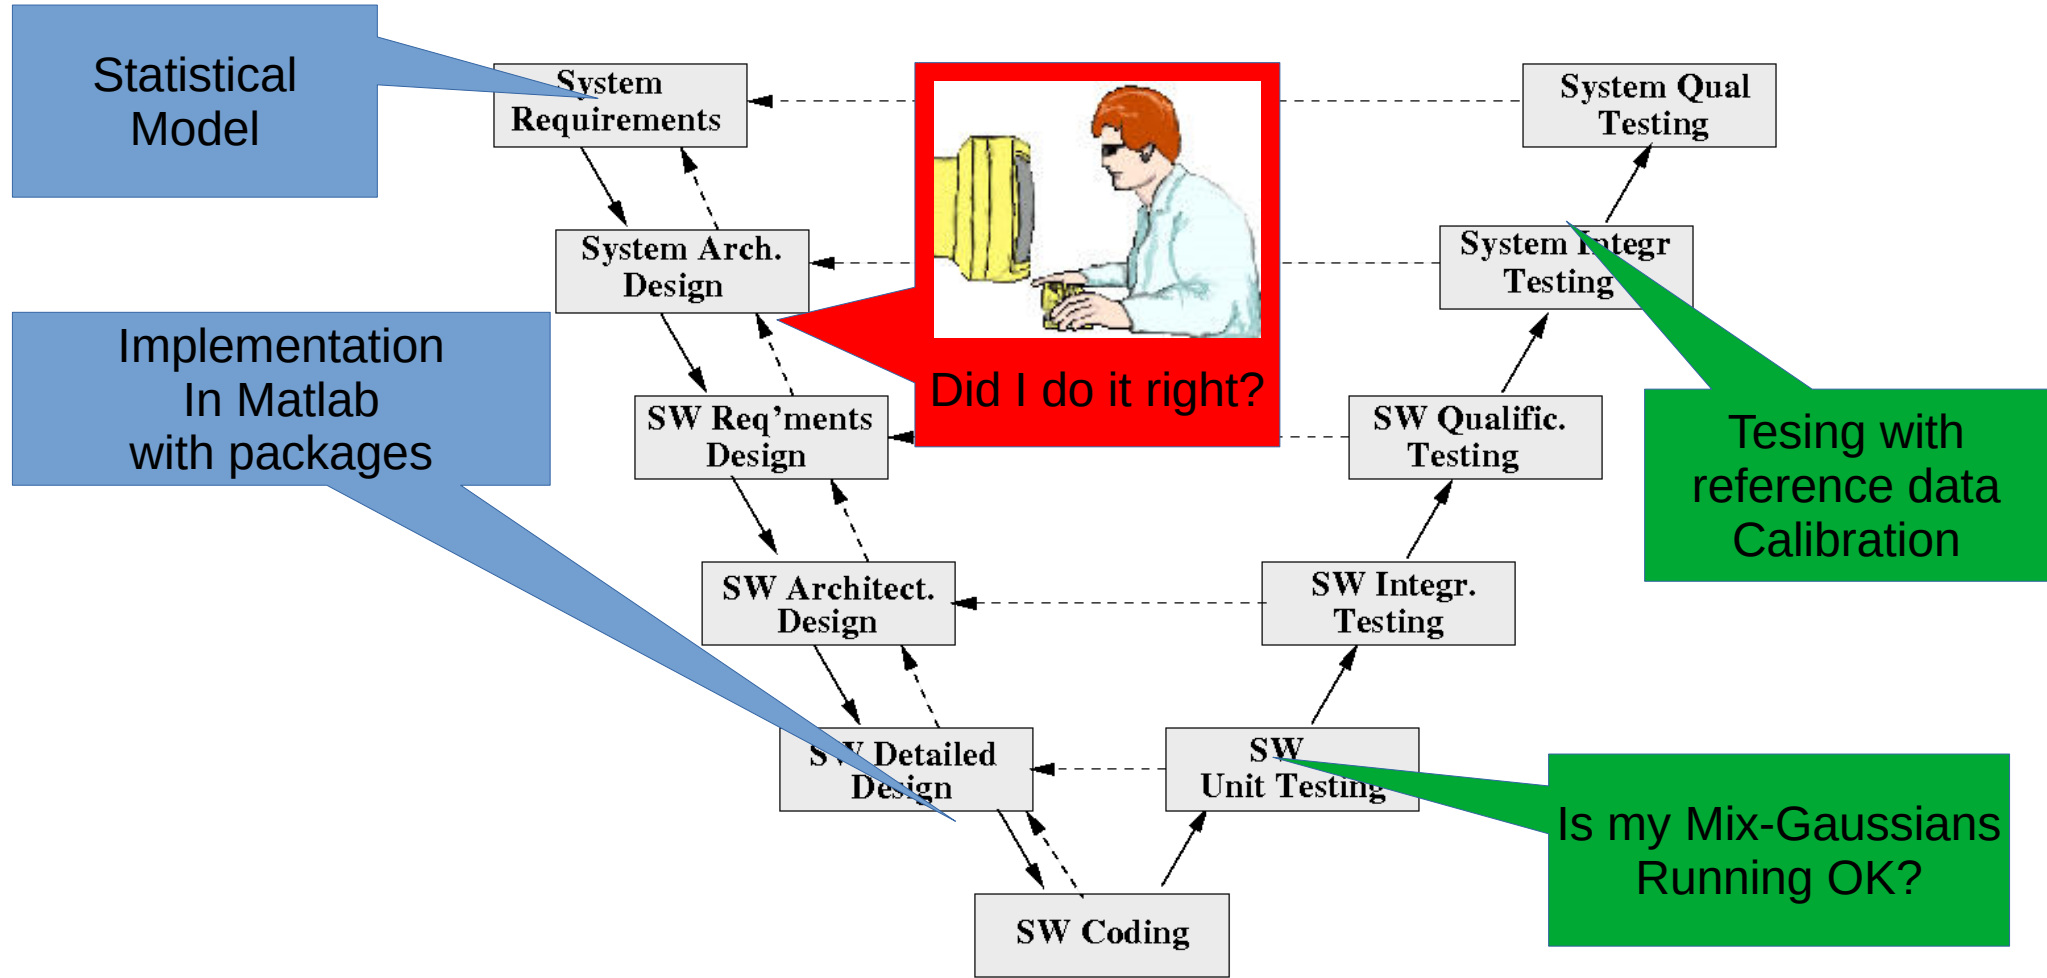 Statistical
Model
System
Requirements
System Qual
Testing
System Arch.
Design
System Integr
Testing
Did I do it right?
Implementation
In Matlab
with packages
SW Req'ments
Design
SW Qualific.
Testing
Tesing with
reference data
Calibration
SW Architect.
Design
SW Integr.
Testing
SW Detailed
Design
SW
Unit Testing
Is my Mix-Gaussians
Running OK?
SW Coding